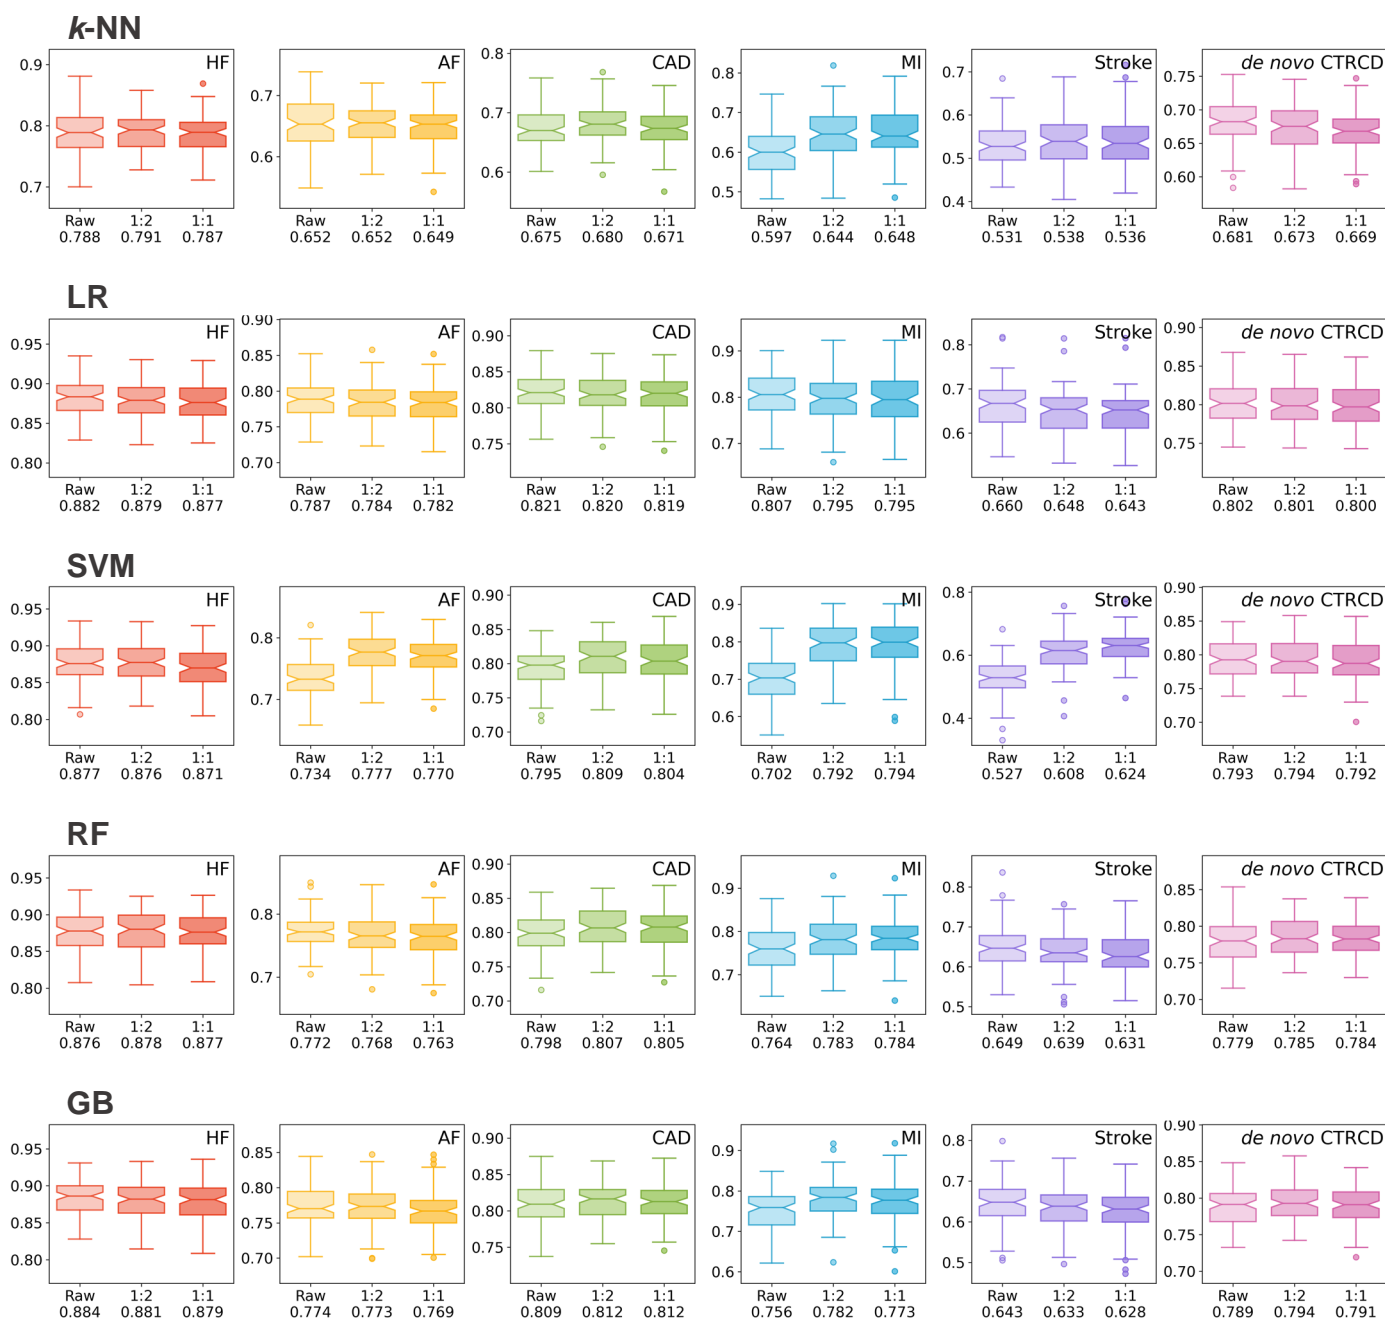 k-NN
HF AF CAD MI Stroke de novo CTRCD
0.9 0.8 0.7
0.7 0.6
0.8 0.7 0.6
0.8 0.7 0.6 0.5
0.7 0.6 0.5 0.4
0.75 0.70 0.65 0.60
Raw 1:2 1:1 Raw 1:2 1:1 Raw 1:2 1:1 Raw 1:2 1:1 Raw 1:2 1:1 Raw 1:2 1:1
0.788 0.791 0.787 0.652 0.652 0.649 0.675 0.680 0.671 0.597 0.644 0.648 0.531 0.538 0.536 0.681 0.673 0.669
LR
HF AF CAD MI Stroke de novo CTRCD
0.95 0.90 0.85 0.80
0.90 0.85 0.80 0.75 0.70
0.90 0.85 0.80 0.75
0.9 0.8 0.7
0.8 0.7 0.6
0.90 0.85 0.80 0.75
Raw 1:2 1:1 Raw 1:2 1:1 Raw 1:2 1:1 Raw 1:2 1:1 Raw 1:2 1:1 Raw 1:2 1:1
0.882 0.879 0.877 0.787 0.784 0.782 0.821 0.820 0.819 0.807 0.795 0.795 0.660 0.648 0.643 0.802 0.801 0.800
SVM
HF AF CAD MI Stroke de novo CTRCD
0.95 0.90 0.85 0.80
0.8 0.7
0.85 0.80 0.75 0.70
0.9 0.8 0.7 0.6
0.8 0.6 0.4
0.90 0.85 0.80 0.75 0.70
Raw 1:2 1:1 Raw 1:2 1:1 Raw 1:2 1:1 Raw 1:2 1:1 Raw 1:2 1:1 Raw 1:2 1:1
0.877 0.876 0.871 0.734 0.777 0.770 0.795 0.809 0.804 0.702 0.792 0.794 0.527 0.608 0.624 0.793 0.794 0.792
RF
HF AF CAD MI Stroke de novo CTRCD
0.95 0.90 0.85 0.80
0.8 0.7
0.90 0.85 0.80 0.75 0.70
0.9 0.8 0.7
0.8 0.7 0.6 0.5
0.85 0.80 0.75 0.70
Raw 1:2 1:1 Raw 1:2 1:1 Raw 1:2 1:1 Raw 1:2 1:1 Raw 1:2 1:1 Raw 1:2 1:1
0.876 0.878 0.877 0.772 0.768 0.763 0.798 0.807 0.805 0.764 0.783 0.784 0.649 0.639 0.631 0.779 0.785 0.784
GB
HF AF CAD MI Stroke de novo CTRCD
0.95 0.90 0.85 0.80
0.85 0.80 0.75 0.70
0.90 0.85 0.80 0.75
0.9 0.8 0.7 0.6
0.8 0.7 0.6 0.5
0.90 0.85 0.80 0.75 0.70
Raw 1:2 1:1 Raw 1:2 1:1 Raw 1:2 1:1 Raw 1:2 1:1 Raw 1:2 1:1 Raw 1:2 1:1
0.884 0.881 0.879 0.774 0.773 0.769 0.809 0.812 0.812 0.756 0.782 0.773 0.643 0.633 0.628 0.789 0.794 0.791